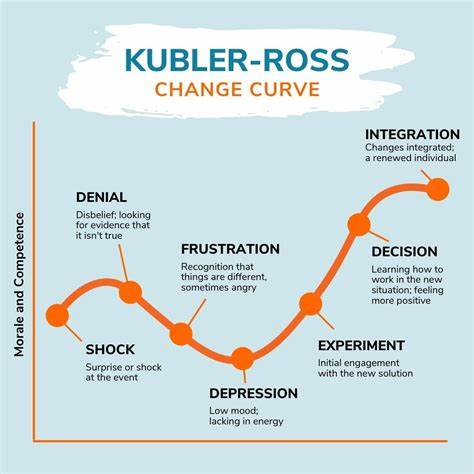 KUBLER-ROSS
CHANGE CURVE
INTEGRATION
Changes integrated;
a renewed individual
DENIAL
Disbelief; looking
for evidence that
it isn't true
FRUSTRATION
Recognition that
things are different,
sometimes angry
DECISION
Learning how to
work in the new
situation; feeling
more positive
SHOCK
Surprise or shock
at the event
EXPERIMENT
Initial engagement
with the new solution
DEPRESSION
Low mood;
lacking in energy
Morale and Competence